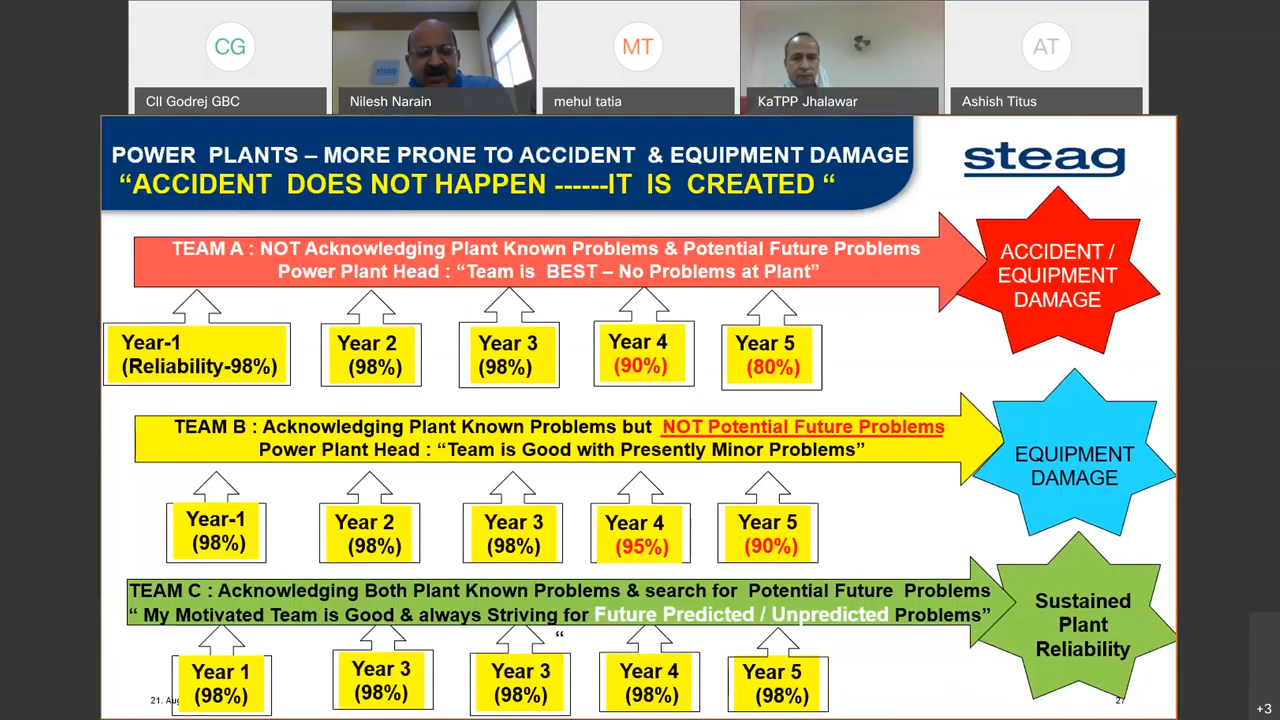 CG
MT
AT
steag
CII Godrej GBC
Nilesh Narain
mehul tatia
KaTPP Jhalawar
Ashish Titus
POWER PLANTS – MORE PRONE TO ACCIDENT & EQUIPMENT DAMAGE
“ACCIDENT DOES NOT HAPPEN ------IT IS CREATED “
steag
TEAM A : NOT Acknowledging Plant Known Problems & Potential Future Problems
Power Plant Head : “Team is BEST – No Problems at Plant”
ACCIDENT /
EQUIPMENT
DAMAGE
Year-1
(Reliability-98%)
Year 2
(98%)
Year 3
(98%)
Year 4
(90%)
Year 5
(80%)
TEAM B : Acknowledging Plant Known Problems but NOT Potential Future Problems
Power Plant Head : “Team is Good with Presently Minor Problems”
EQUIPMENT
DAMAGE
Year-1
(98%)
Year 2
(98%)
Year 3
(98%)
Year 4
(95%)
Year 5
(90%)
TEAM C : Acknowledging Both Plant Known Problems & search for Potential Future Problems
“ My Motivated Team is Good & always Striving for Future Predicted / Unpredicted Problems”
“
Sustained
Plant
Reliability
Year 1
(98%)
Year 3
(98%)
Year 3
(98%)
Year 4
(98%)
Year 5
(98%)
21. Aug
27
+3